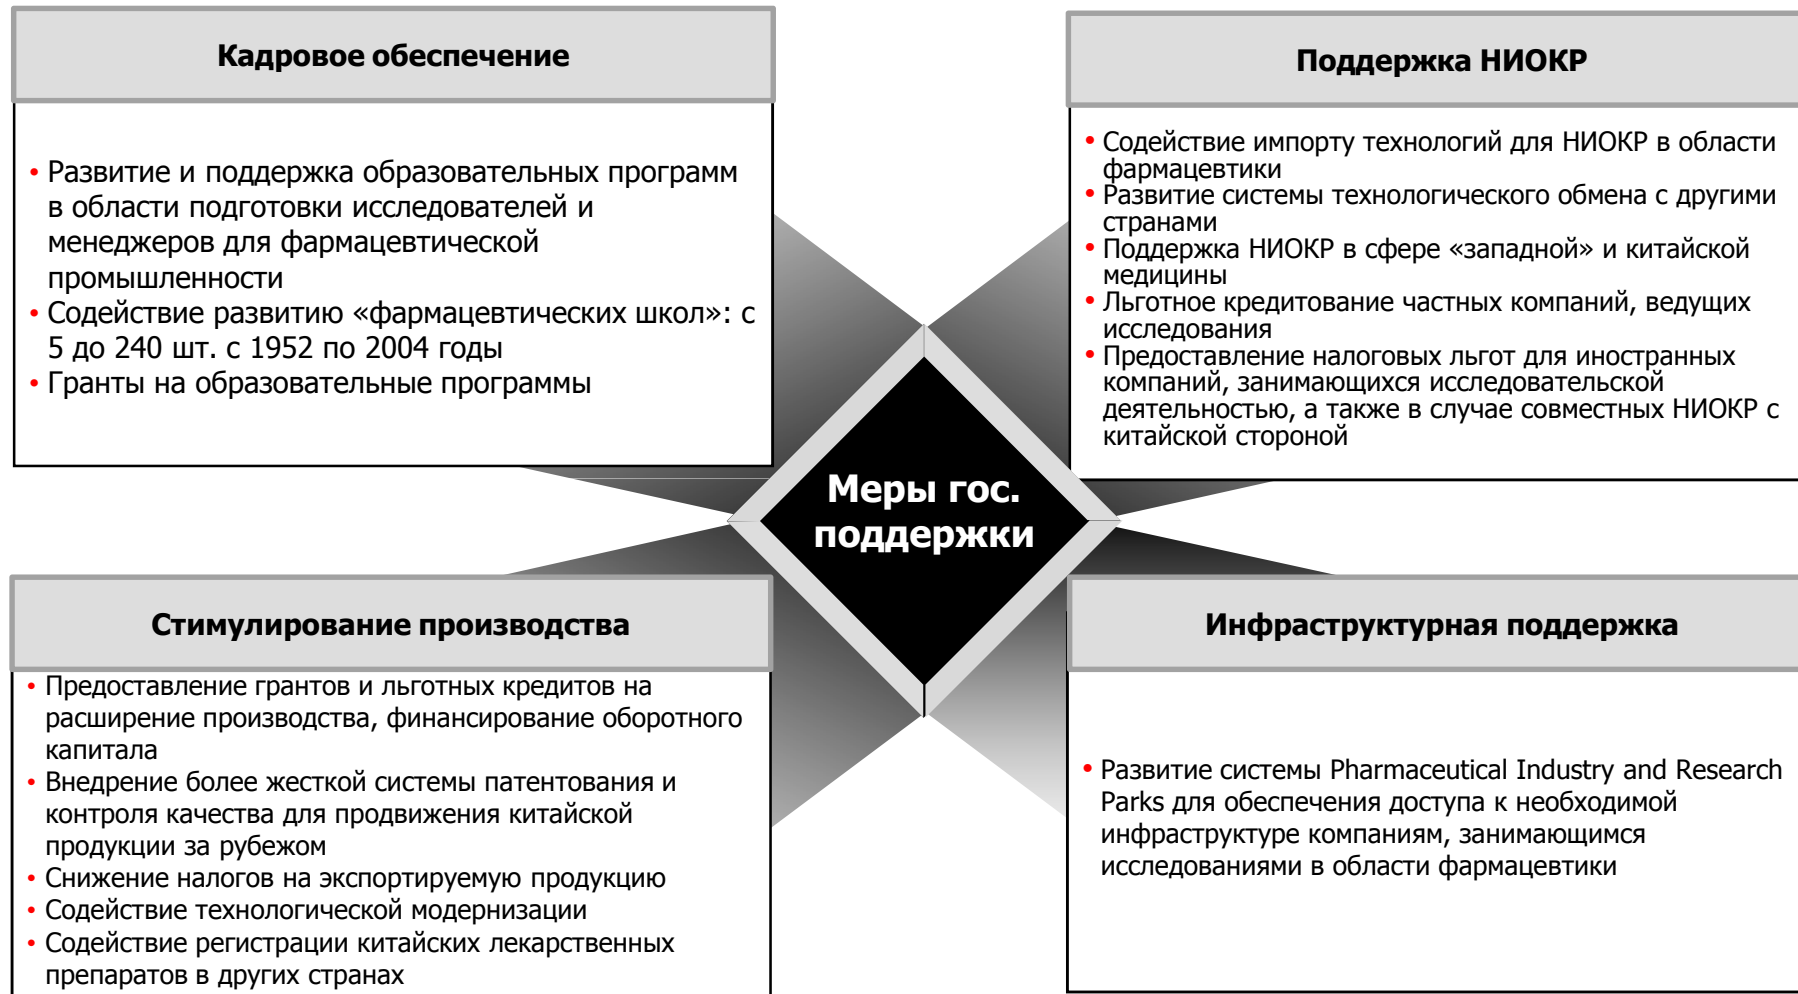 Кадровое обеспечение
• Развитие и поддержка образовательных программ
в области подготовки исследователей и
менеджеров для фармацевтической
промышленности
• Содействие развитию «фармацевтических школ»: с
5 до 240 шт. с 1952 по 2004 годы
• Гранты на образовательные программы
Поддержка НИОКР
• Содействие импорту технологий для НИОКР в области
фармацевтики
• Развитие системы технологического обмена с другими
странами
• Поддержка НИОКР в сфере «западной» и китайской
медицины
• Льготное кредитование частных компаний, ведущих
исследования
• Предоставление налоговых льгот для иностранных
компаний, занимающихся исследовательской
деятельностью, а также в случае совместных НИОКР с
китайской стороной
Меры гос.
поддержки
Стимулирование производства
• Предоставление грантов и льготных кредитов на
расширение производства, финансирование оборотного
капитала
• Внедрение более жесткой системы патентования и
контроля качества для продвижения китайской
продукции за рубежом
• Снижение налогов на экспортируемую продукцию
• Содействие технологической модернизации
• Содействие регистрации китайских лекарственных
препаратов в других странах
Инфраструктурная поддержка
• Развитие системы Pharmaceutical Industry and Research
Parks для обеспечения доступа к необходимой
инфраструктуре компаниям, занимающимся
исследованиями в области фармацевтики